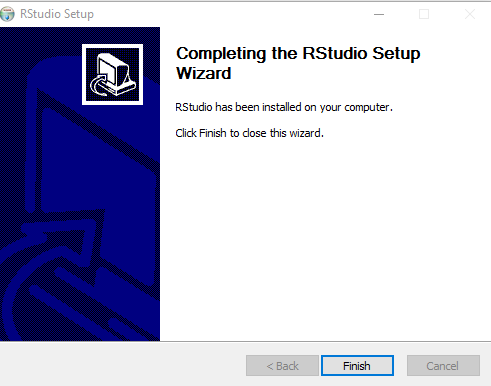 RStudio Setup
Completing the RStudio Setup
Wizard
RStudio has been installed on your computer.
Click Finish to close this wizard.
< Back
Finish
Cancel